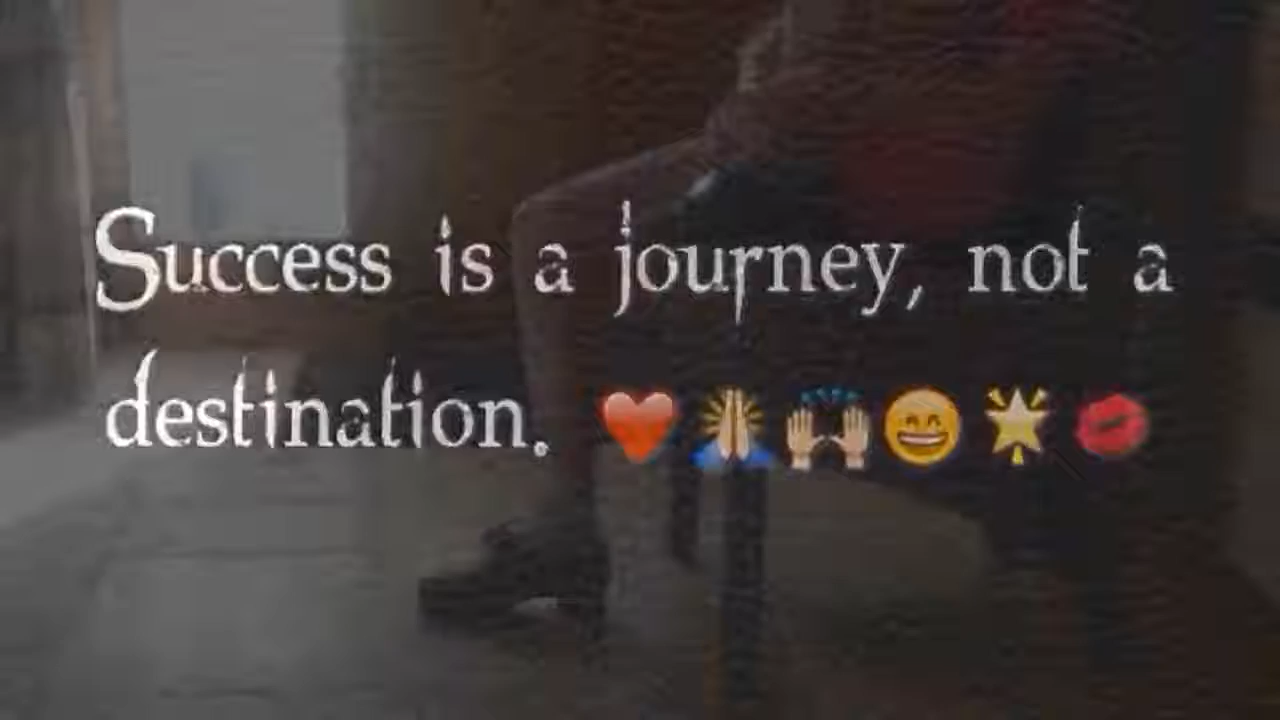 Success is a journey, not a
destination. ❤️🙏🏼🙌🏼😄🌟💋